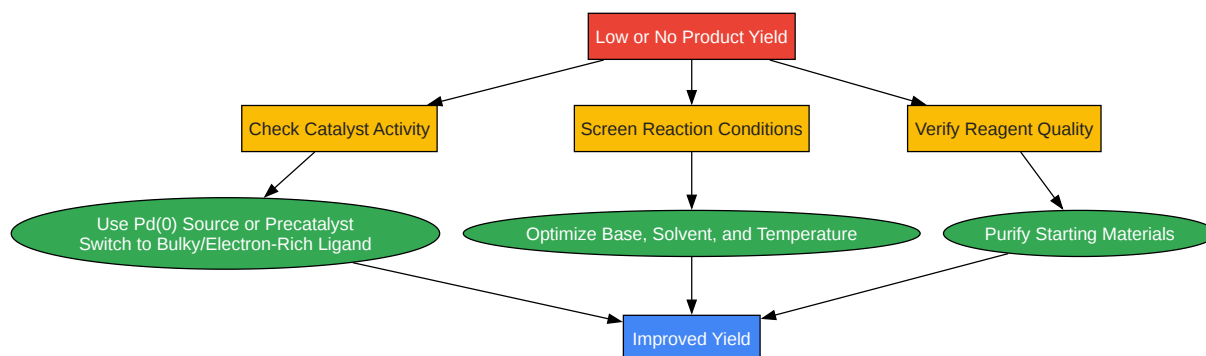 Low or No Product Yield
Check Catalyst Activity
Screen Reaction Conditions
Verify Reagent Quality
Use Pd(0) Source or Precatalyst
Switch to Bulky/Electron-Rich Ligand
Optimize Base, Solvent, and Temperature
Purify Starting Materials
Improved Yield